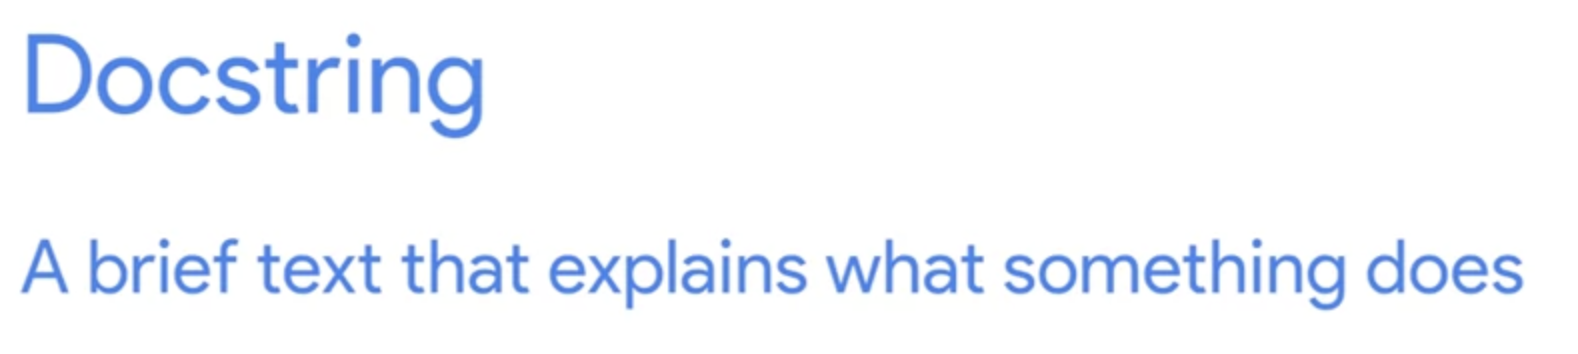 Docstring
A brief text that explains what something does